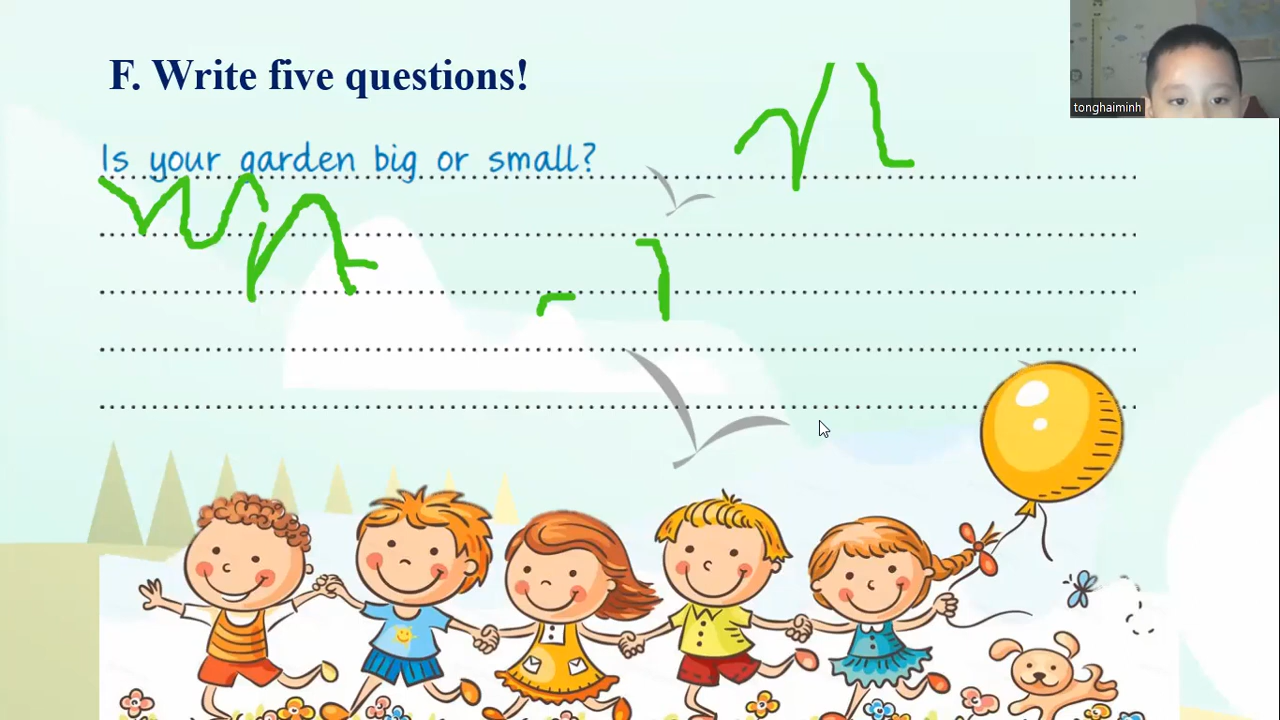 F. Write five questions!
tonghaiminh
Is your garden big or small?